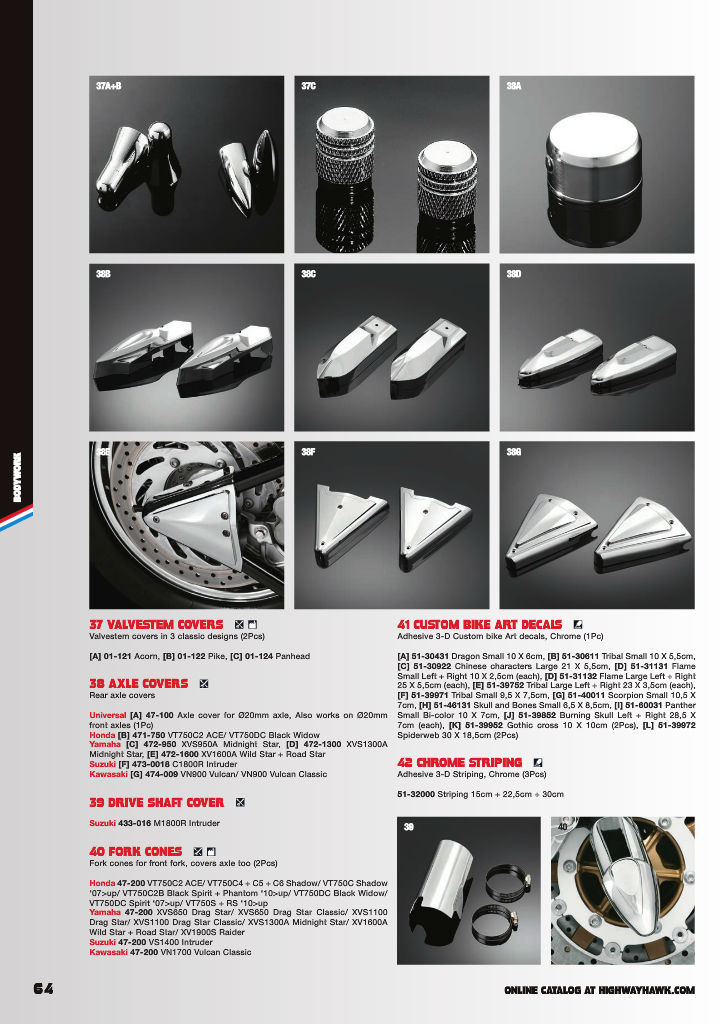 37A+B
37C
38A
38B
38C
38D
38E
38F
38G
BODYWORK
37 VALVESTEM COVERS
Valvestem covers in 3 classic designs (2Pcs)
[A] 01-121 Acorn, [B] 01-122 Pike, [C] 01-124 Panhead
38 AXLE COVERS
Rear axle covers
Universal [A] 47-100 Axle cover for Ø20mm axle, Also works on Ø20mm
front axles (1Pc)
Honda [B] 471-750 VT750C2 ACE/ VT750DC Black Widow
Yamaha [C] 472-950 XVS950A Midnight Star, [D] 472-1300 XVS1300A
Midnight Star, [E] 472-1600 XV1600A Wild Star + Road Star
Suzuki [F] 473-0018 C1800R Intruder
Kawasaki [G] 474-009 VN900 Vulcan/ VN900 Vulcan Classic
39 DRIVE SHAFT COVER
Suzuki 433-016 M1800R Intruder
40 FORK CONES
Fork cones for front fork, covers axle too (2Pcs)
Honda 47-200 VT750C2 ACE/ VT750C4 + C5 + C6 Shadow/ VT750C Shadow
'07>up/ VT750C2B Black Spirit + Phantom '10>up/ VT750DC Black Widow/
VT750DC Spirit '07>up/ VT750S + RS '10>up
Yamaha 47-200 XVS650 Drag Star/ XVS650 Drag Star Classic/ XVS1100
Drag Star/ XVS1100 Drag Star Classic/ XVS1300A Midnight Star/ XV1600A
Wild Star + Road Star/ XV1900S Raider
Suzuki 47-200 VS1400 Intruder
Kawasaki 47-200 VN1700 Vulcan Classic
41 CUSTOM BIKE ART DECALS
Adhesive 3-D Custom bike Art decals, Chrome (1Pc)
[A] 51-30431 Dragon Small 10 X 6cm, [B] 51-30611 Tribal Small 10 X 5,5cm,
[C] 51-30922 Chinese characters Large 21 X 5,5cm, [D] 51-31131 Flame
Small Left + Right 10 X 2,5cm (each), [D] 51-31132 Flame Large Left + Right
25 X 5,5cm (each), [E] 51-39752 Tribal Large Left + Right 23 X 3,5cm (each),
[F] 51-39971 Tribal Small 9,5 X 7,5cm, [G] 51-40011 Scorpion Small 10,5 X
7cm, [H] 51-46131 Skull and Bones Small 6,5 X 8,5cm, [I] 51-60031 Panther
Small Bi-color 10 X 7cm, [J] 51-39852 Burning Skull Left + Right 28,5 X
7cm (each), [K] 51-39952 Gothic cross 10 X 10cm (2Pcs), [L] 51-39972
Spiderweb 30 X 18,5cm (2Pcs)
42 CHROME STRIPING
Adhesive 3-D Striping, Chrome (3Pcs)
51-32000 Striping 15cm + 22,5cm + 30cm
39
40
64
ONLINE CATALOG AT HIGHWAYHAWK.COM